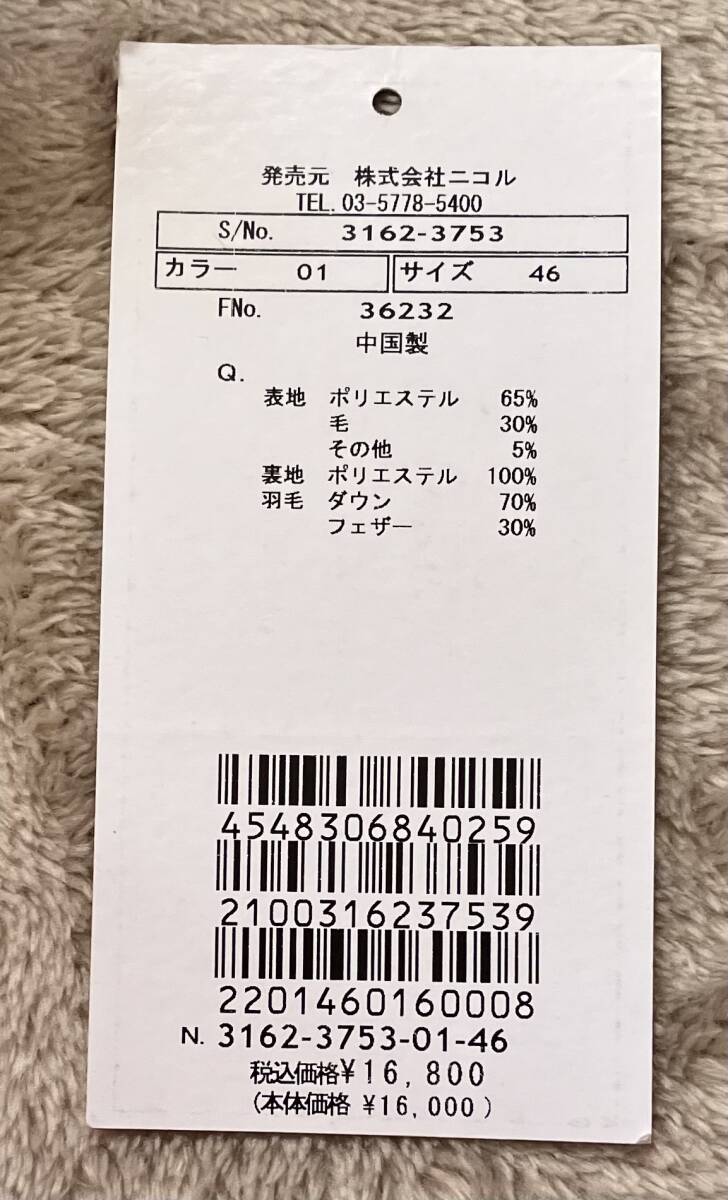 発売元 株式会社ニコル
TEL. 03-5778-5400
S/No. 3162-3753
カラー 01 サイズ 46
FNo. 36232
中国製
Q.
表地 ポリエステル 65%
毛 30%
その他 5%
裏地 ポリエステル 100%
羽毛 ダウン 70%
フェザー 30%
4548306840259
2100316237539
2201460160008
N. 3162-3753-01-46
税込価格¥16,800
(本体価格 ¥16,000)